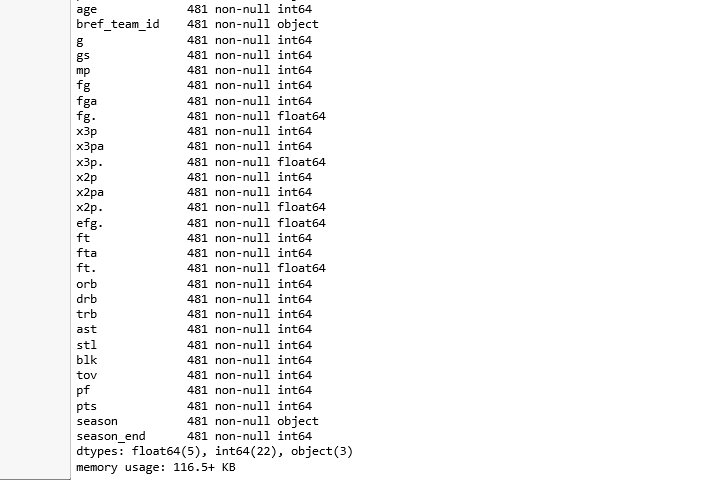 age             481 non-null int64
bref_team_id    481 non-null object
g               481 non-null int64
gs              481 non-null int64
mp              481 non-null int64
fg              481 non-null int64
fga             481 non-null int64
fg.             481 non-null float64
x3p             481 non-null int64
x3pa            481 non-null int64
x3p.            481 non-null float64
x2p             481 non-null int64
x2pa            481 non-null int64
x2p.            481 non-null float64
efg.            481 non-null float64
ft              481 non-null int64
fta             481 non-null int64
ft.             481 non-null float64
orb             481 non-null int64
drb             481 non-null int64
trb             481 non-null int64
ast             481 non-null int64
stl             481 non-null int64
blk             481 non-null int64
tov             481 non-null int64
pf              481 non-null int64
pts             481 non-null int64
season          481 non-null object
season_end      481 non-null int64
dtypes: float64(5), int64(22), object(3)
memory usage: 116.5+ KB